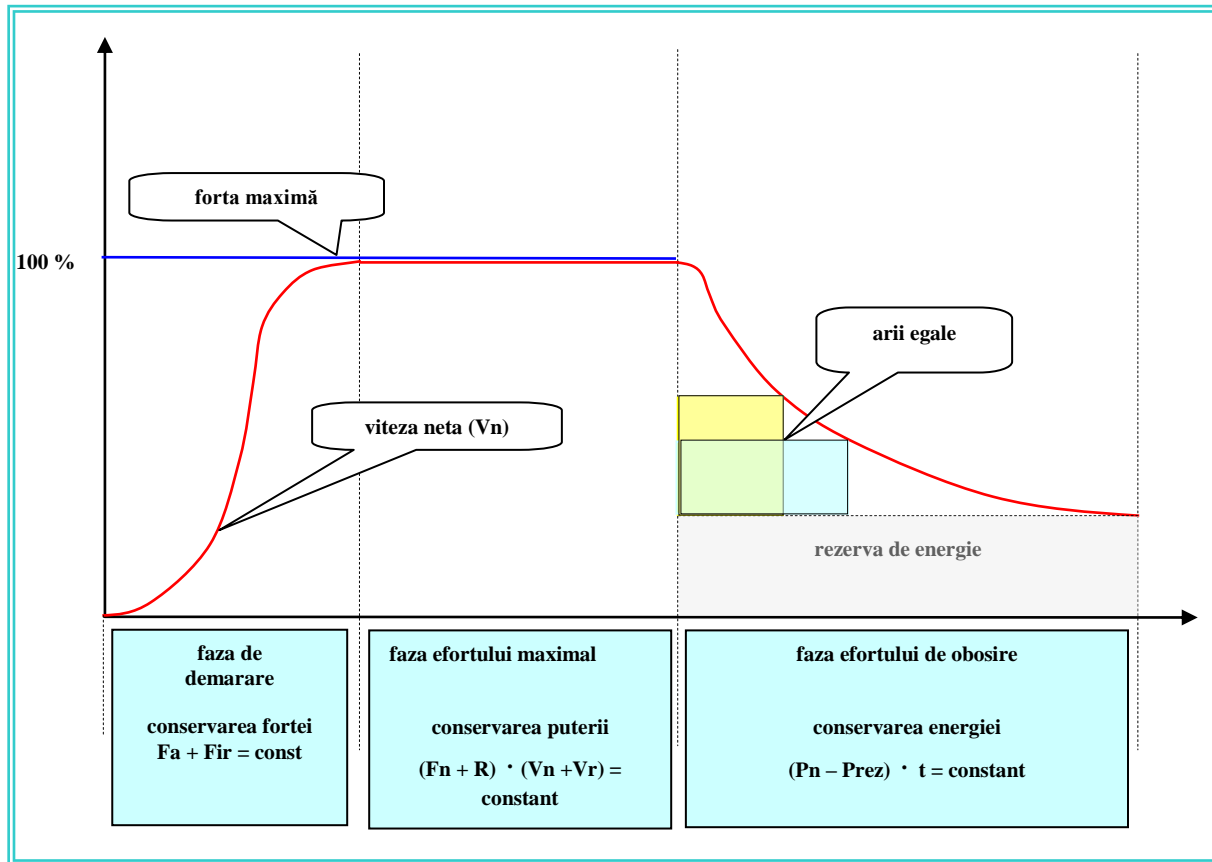 forta maximă
100 %
arii egale
viteza neta (Vn)
rezerva de energie
faza de
demarare
conservarea fortei
Fa + Fir = const
faza efortului maximal
conservarea puterii
(Fn + R) · (Vn +Vr) =
constant
faza efortului de obosire
conservarea energiei
(Pn – Prez) · t = constant